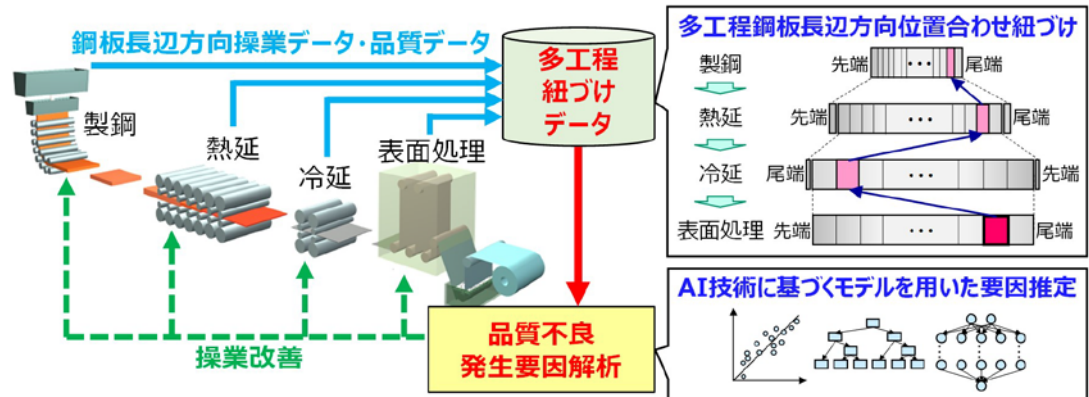 鋼板長辺方向操業データ・品質データ
製鋼
熱延
冷延
表面処理
多工程
紐づけ
データ
操業改善
品質不良
発生要因解析
多工程鋼板長辺方向位置合わせ紐づけ
製鋼
先端
・・・
尾端
熱延
先端
・・・
尾端
冷延
尾端
・・・
先端
表面処理
先端
・・・
尾端
AI技術に基づくモデルを用いた要因推定